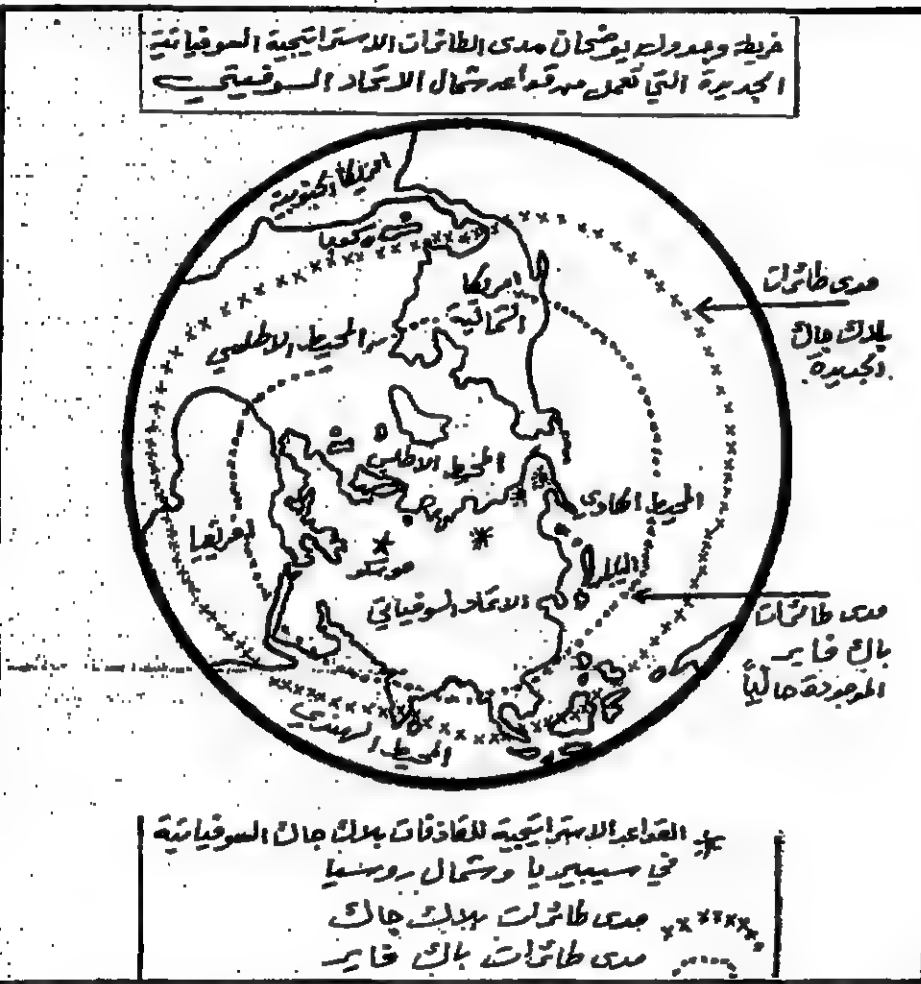 خريطة وجدول يوضحان مدى الطائرات الاستراتيجية السوفياتية
الجديدة التي تعمل من قواعد شمال الاتحاد السوفيتي
امريكا الجنوبية
كوبا
امريكا
الشمالية
المحيط الاطلسي
مدى طائرات
بلاك جاك
الجديدة
المحيط الاطلسي
المحيط الهادي
افريقيا
موسكو
اليابان
الاتحاد السوفياتي
مدى طائرات
باك فاير
الموجودة حالياً
المحيط الهندي
القواعد الاستراتيجية للقاذفات بلاك جاك السوفياتية
في سيبيريا وشمال روسيا
مدى طائرات بلاك جاك
مدى طائرات باك فاير